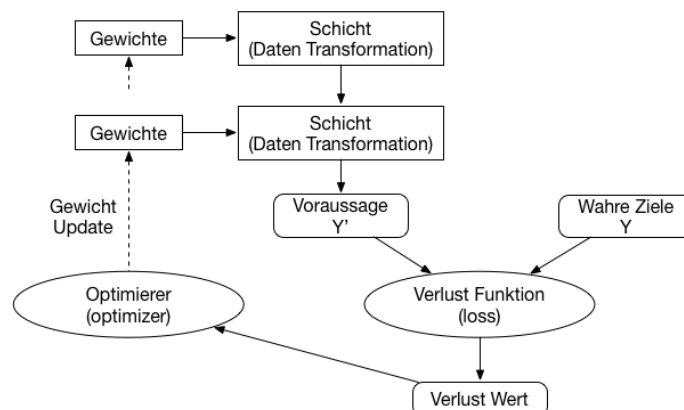 Gewichte
Schicht
(Daten Transformation)
Gewichte
Schicht
(Daten Transformation)
Gewicht
Update
Voraussage
Y'
Wahre Ziele
Y
Optimierer
(optimizer)
Verlust Funktion
(loss)
Verlust Wert